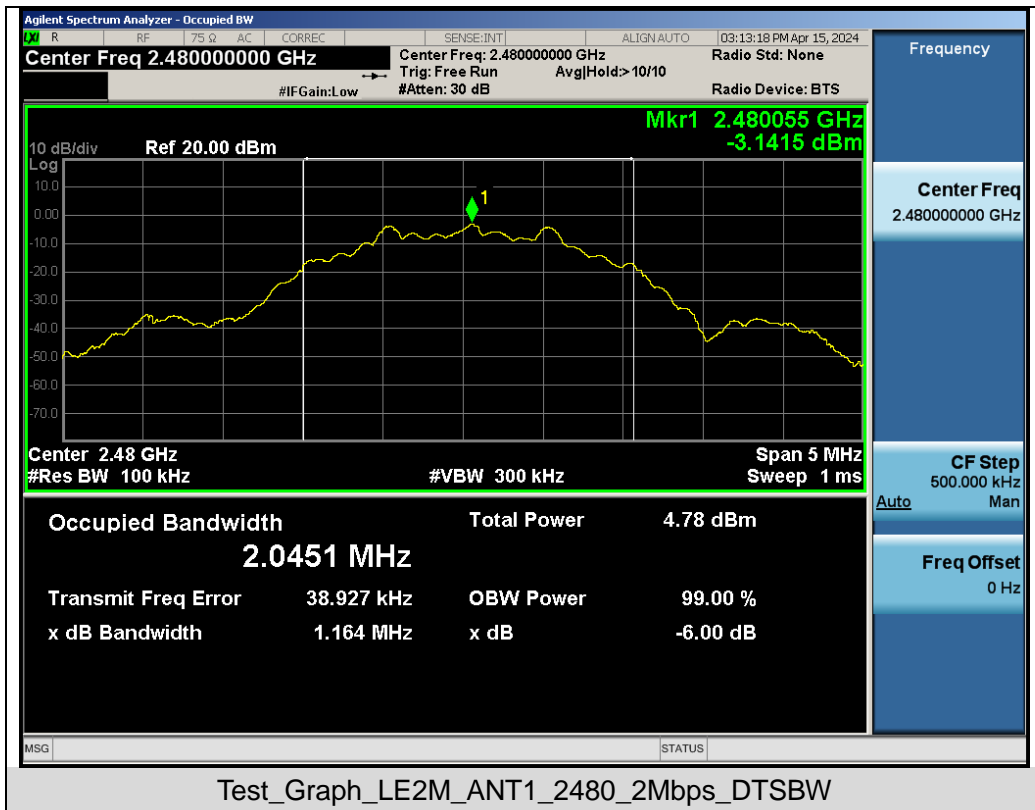 Agilent Spectrum Analyzer - Occupied BW
LXI R RF 75 Ω AC CORREC SENSE:INT ALIGN AUTO 03:13:18 PM Apr 15, 2024
Center Freq 2.480000000 GHz
Center Freq: 2.480000000 GHz
Radio Std: None
Trig: Free Run Avg|Hold:>10/10
#IFGain:Low
#Atten: 30 dB
Radio Device: BTS
Mkr1 2.480055 GHz
-3.1415 dBm
10 dB/div Ref 20.00 dBm
Log
10.0
0.00
-10.0
-20.0
-30.0
-40.0
-50.0
-60.0
-70.0
1
Center 2.48 GHz Span 5 MHz
#Res BW 100 kHz #VBW 300 kHz Sweep 1 ms
Occupied Bandwidth Total Power 4.78 dBm
2.0451 MHz
Transmit Freq Error 38.927 kHz OBW Power 99.00 %
x dB Bandwidth 1.164 MHz x dB -6.00 dB
MSG STATUS
Frequency
Center Freq
2.480000000 GHz
CF Step
500.000 kHz
Auto Man
Freq Offset
0 Hz
Test_Graph_LE2M_ANT1_2480_2Mbps_DTSBW